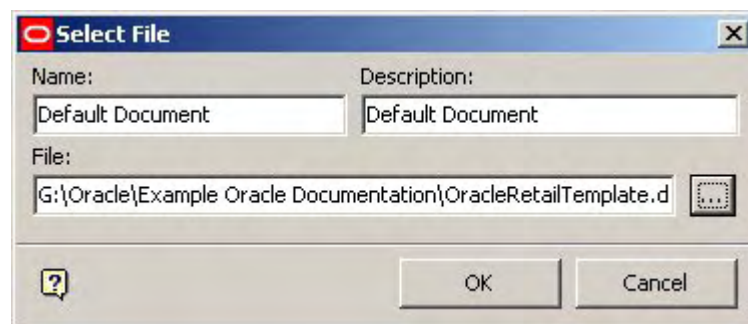 Select File
Name: Description:
Default Document Default Document
File:
G:\Oracle\Example Oracle Documentation\OracleRetailTemplate.d ...
? OK Cancel